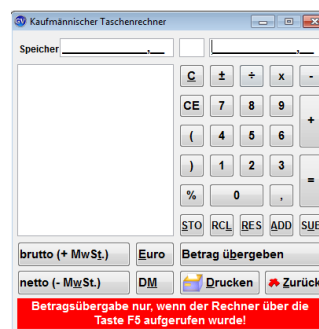 GV Kaufmännischer Taschenrechner
Speicher ,
C ± ÷ x -
CE 7 8 9 +
( 4 5 6
) 1 2 3 =
% 0 ,
STO RCL RES ADD SUB
brutto (+ MwSt.) Euro Betrag übergeben
netto (- MwSt.) DM Drucken Zurück
Betragsübergabe nur, wenn der Rechner über die
Taste F5 aufgerufen wurde!